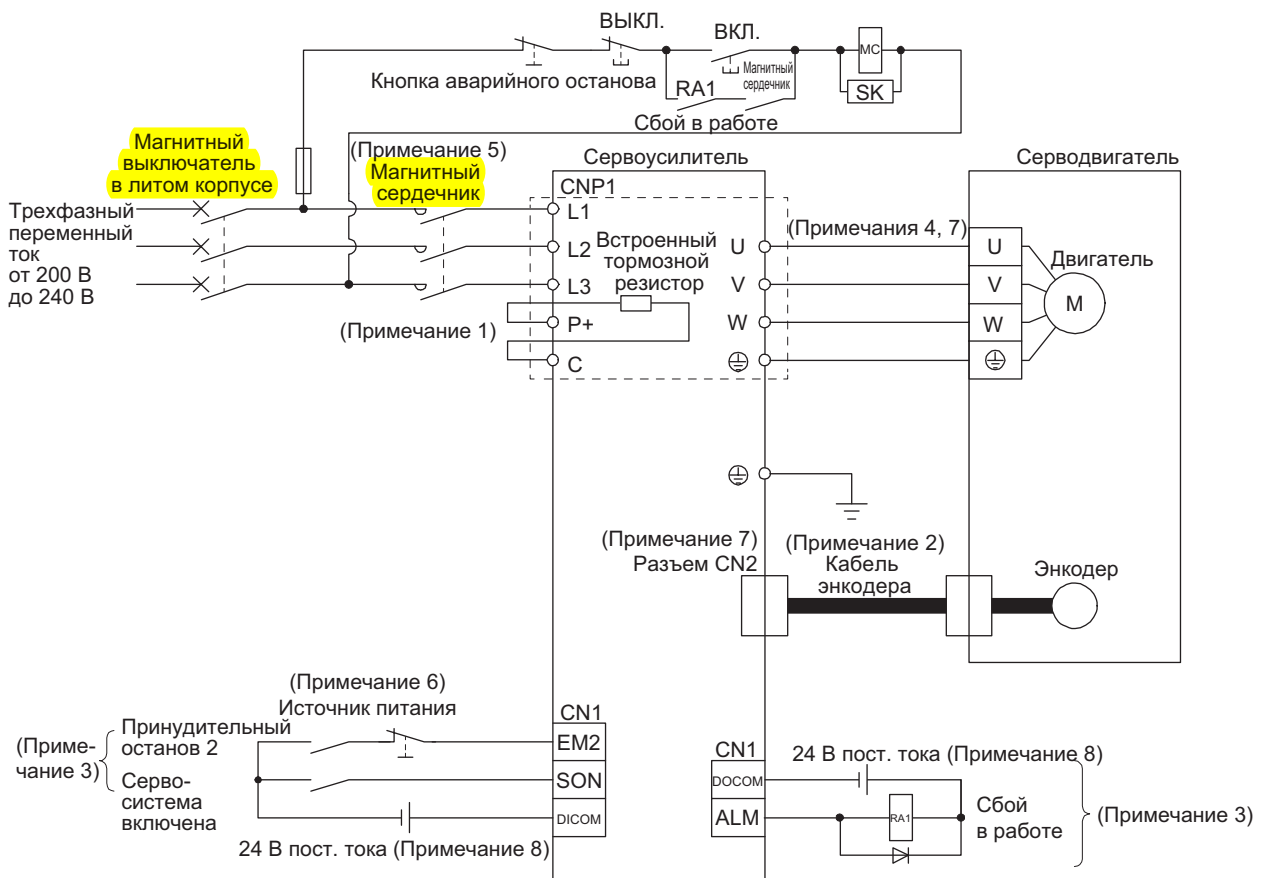 ВЫКЛ.
ВКЛ.
MC
Кнопка аварийного останова
Магнитный
сердечник
RA1
SK
Сбой в работе
Магнитный
выключатель
в литом корпусе
(Примечание 5)
Магнитный
сердечник
Сервоусилитель
Серводвигатель
CNP1
Трехфазный
переменный
ток
от 200 В
до 240 В
L1
L2
L3
P+
C
Встроенный
тормозной
резистор
U
V
W
(Примечания 4, 7)
U
V
W
Двигатель
M
(Примечание 1)
(Примечание 7)
Разъем CN2
(Примечание 2)
Кабель
энкодера
Энкодер
(Примечание 6)
Источник питания
(Приме-
чание 3)
Принудительный
останов 2
Серво-
система
включена
CN1
EM2
SON
DICOM
24 В пост. тока (Примечание 8)
CN1
DOCOM
ALM
24 В пост. тока (Примечание 8)
RA1
Сбой
в работе
(Примечание 3)